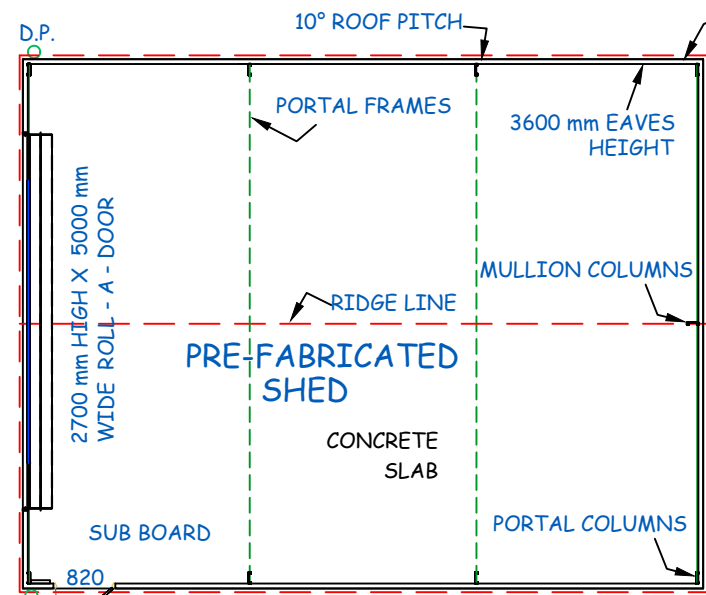 D.P.
10° ROOF PITCH
PORTAL FRAMES
3600 mm EAVES
HEIGHT
2700 mm HIGH X 5000 mm
WIDE ROLL - A - DOOR
MULLION COLUMNS
RIDGE LINE
PRE-FABRICATED
SHED
CONCRETE
SLAB
SUB BOARD
PORTAL COLUMNS
820